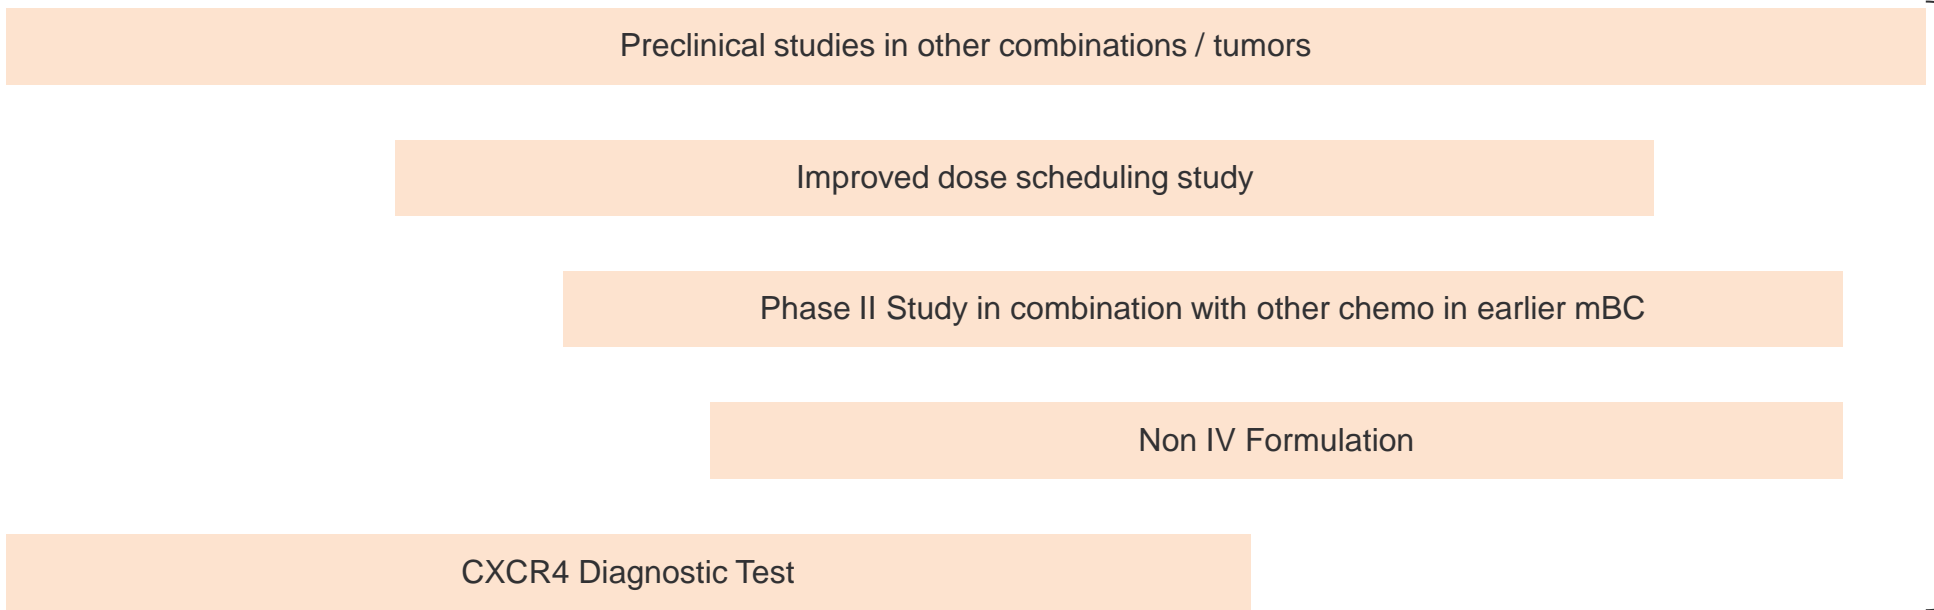 Preclinical studies in other combinations / tumors
Improved dose scheduling study
Phase II Study in combination with other chemo in earlier mBC
Non IV Formulation
CXCR4 Diagnostic Test